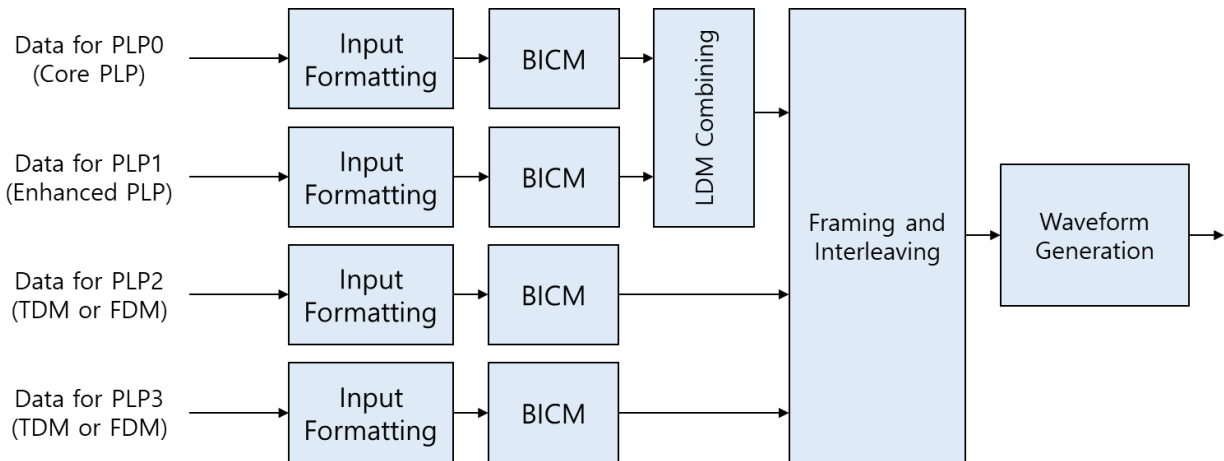 Data for PLP0
(Core PLP)
Input
Formatting
BICM
LDM Combining
Data for PLP1
(Enhanced PLP)
Input
Formatting
BICM
Framing and
Interleaving
Waveform
Generation
Data for PLP2
(TDM or FDM)
Input
Formatting
BICM
Data for PLP3
(TDM or FDM)
Input
Formatting
BICM